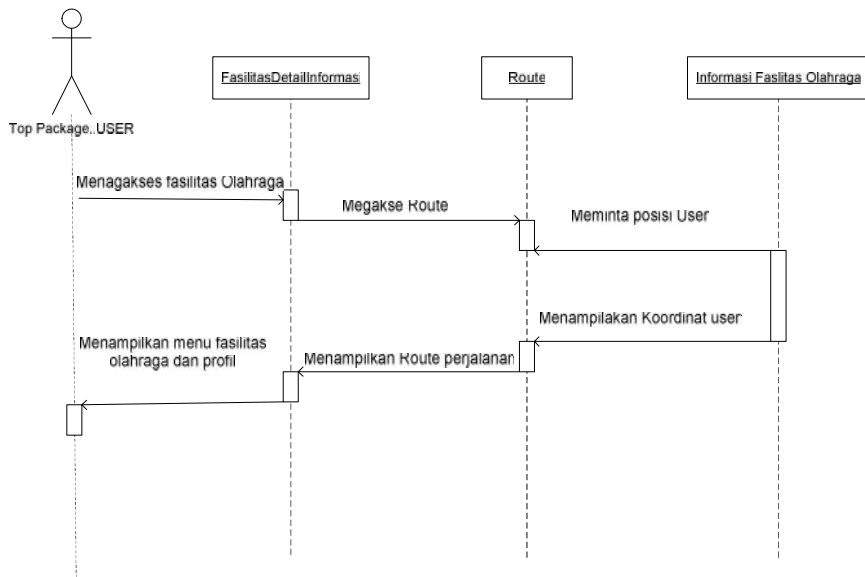 FasilitasDetailInformasi
Route
Informasi Faslitas Olahraga
Top Package..USER
Menagakses fasilitas Olahraga
Megakse Route
Meminta posisi User
Menampilakan Koordinat user
Menampilkan menu fasilitas
olahraga dan profil
Menampilkan Route perjalanan